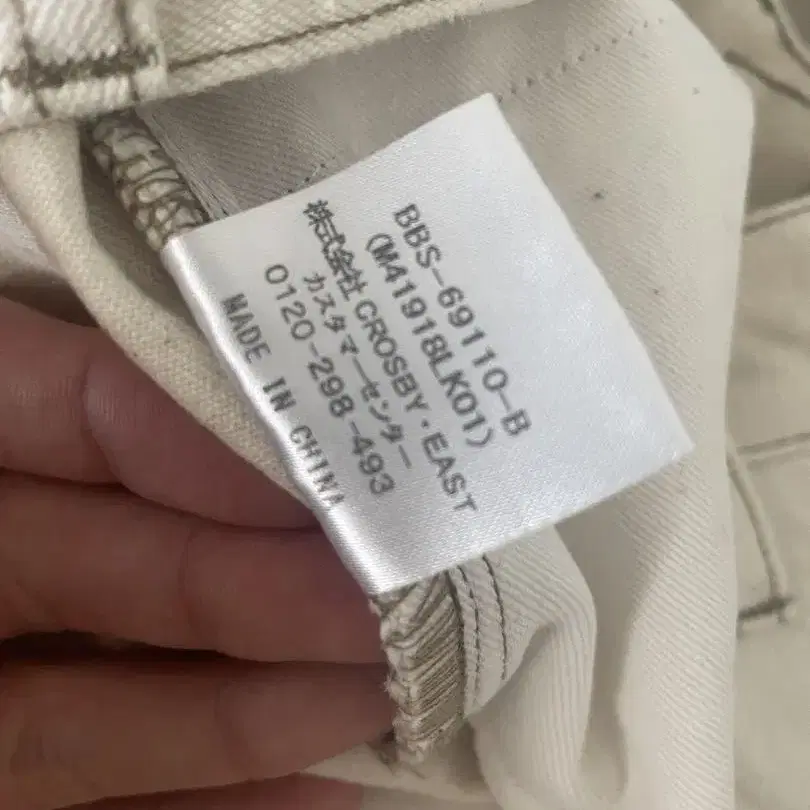 BBS-69110-B
(M41918LK01)
株式会社 CROSBY・EAST
カスタマーセンター
0120-298-493
MADE IN CHINA